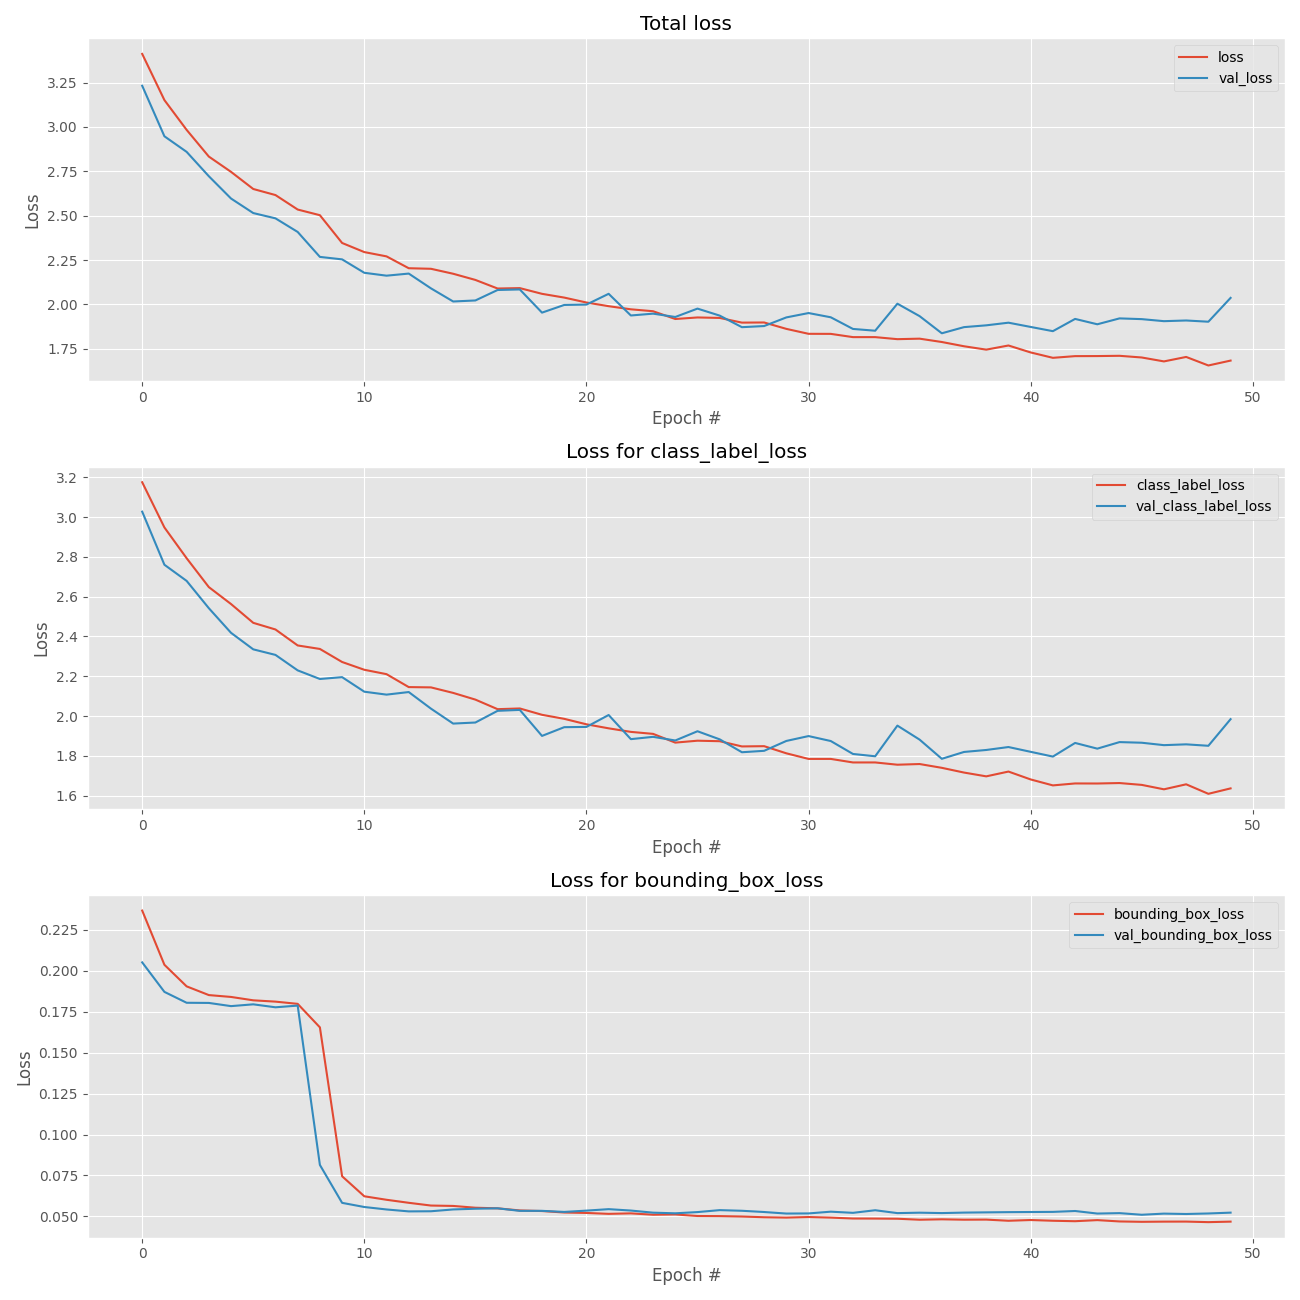 Total loss
loss
val_loss
3.25
3.00
2.75
2.50
2.25
2.00
1.75
Loss
0 10 20 30 40 50
Epoch #
Loss for class_label_loss
class_label_loss
val_class_label_loss
3.2
3.0
2.8
2.6
2.4
2.2
2.0
1.8
1.6
Loss
0 10 20 30 40 50
Epoch #
Loss for bounding_box_loss
bounding_box_loss
val_bounding_box_loss
0.225
0.200
0.175
0.150
0.125
0.100
0.075
0.050
Loss
0 10 20 30 40 50
Epoch #